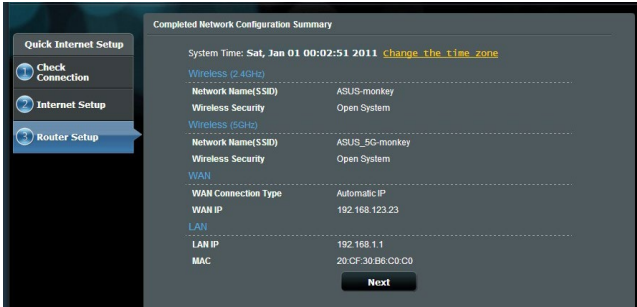 Completed Network Configuration Summary
Quick Internet Setup
1 Check Connection
2 Internet Setup
3 Router Setup
System Time: Sat, Jan 01 00:02:51 2011 Change the time zone
Wireless (2.4GHz)
Network Name(SSID) ASUS-monkey
Wireless Security Open System
Wireless (5GHz)
Network Name(SSID) ASUS_5G-monkey
Wireless Security Open System
WAN
WAN Connection Type Automatic IP
WAN IP 192.168.123.23
LAN
LAN IP 192.168.1.1
MAC 20:CF:30:B6:C0:C0
Next